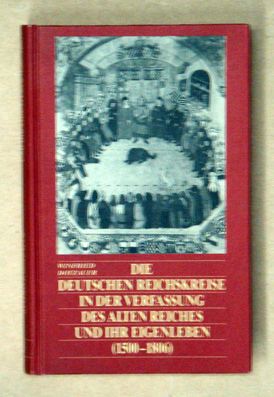 DIE
DEUTSCHEN REICHSKREISE
IN DER VERFASSUNG
DES ALTEN REICHES
UND IHR EIGENLEBEN
(1500–1806)